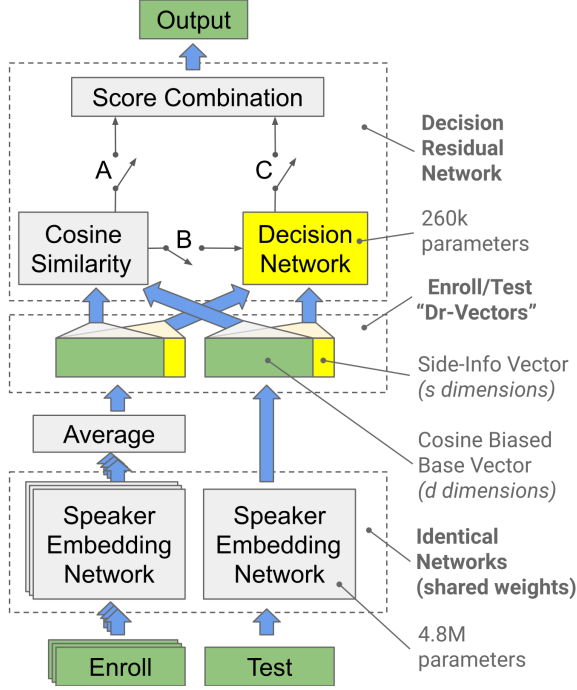 Output
Score Combination
A
C
Decision
Residual
Network
Cosine
Similarity
B
Decision
Network
260k
parameters
Enroll/Test
“Dr-Vectors”
Side-Info Vector
(s dimensions)
Average
Cosine Biased
Base Vector
(d dimensions)
Speaker
Embedding
Network
Speaker
Embedding
Network
Identical
Networks
(shared weights)
4.8M
parameters
Enroll
Test